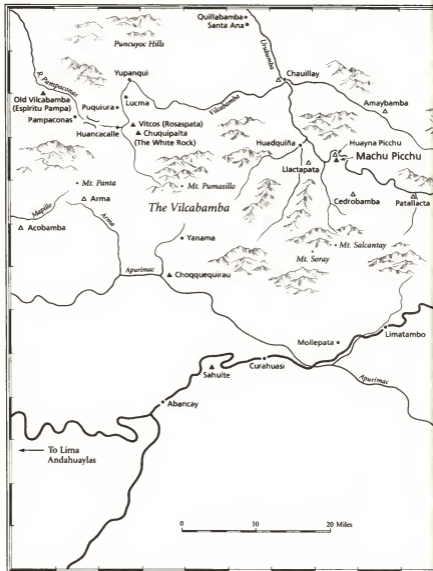 Quillabamba
Santa Ana
Puncuyoc Hills
Urubamba
R. Pampaconas
Yupanqui
Chauillay
Old Vilcabamba
(Espíritu Pampa)
Puquiura
Lucma
Vilcabamba
Amaybamba
Pampaconas
Vitcos (Rosaspata)
Chuquipalta
(The White Rock)
Huancacalle
Huadquiña
Huayna Picchu
Machu Picchu
Llactapata
Mt. Panta
Mt. Pumasillo
Cedrobamba
Patallacta
Arma
Mapillo
Arma
The Vilcabamba
Acobamba
Yanama
Mt. Salcantay
Mt. Soray
Apurimac
Choqquequirau
Mollepata
Limatambo
Sahuite
Curahuasi
Apurimac
Abancay
To Lima
Andahuaylas
0 10 20 Miles